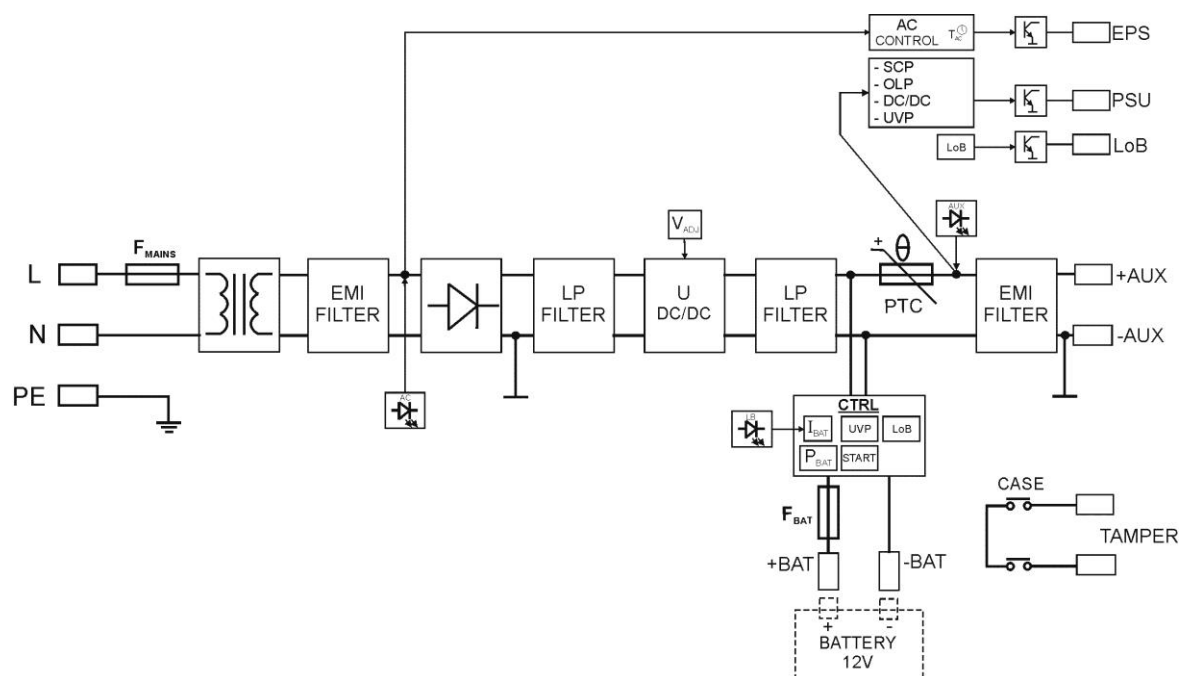 AC
CONTROL
T AC
EPS
- SCP
- OLP
- DC/DC
- UVP
PSU
LoB
LoB
AUX
V ADJ
F MAINS
L
N
PE
EMI
FILTER
AC
LP
FILTER
U
DC/DC
LP
FILTER
+
θ
PTC
EMI
FILTER
+AUX
-AUX
CTRL
LB
I BAT
UVP
LoB
P BAT
START
F BAT
+BAT
-BAT
+
-
BATTERY
12V
CASE
TAMPER